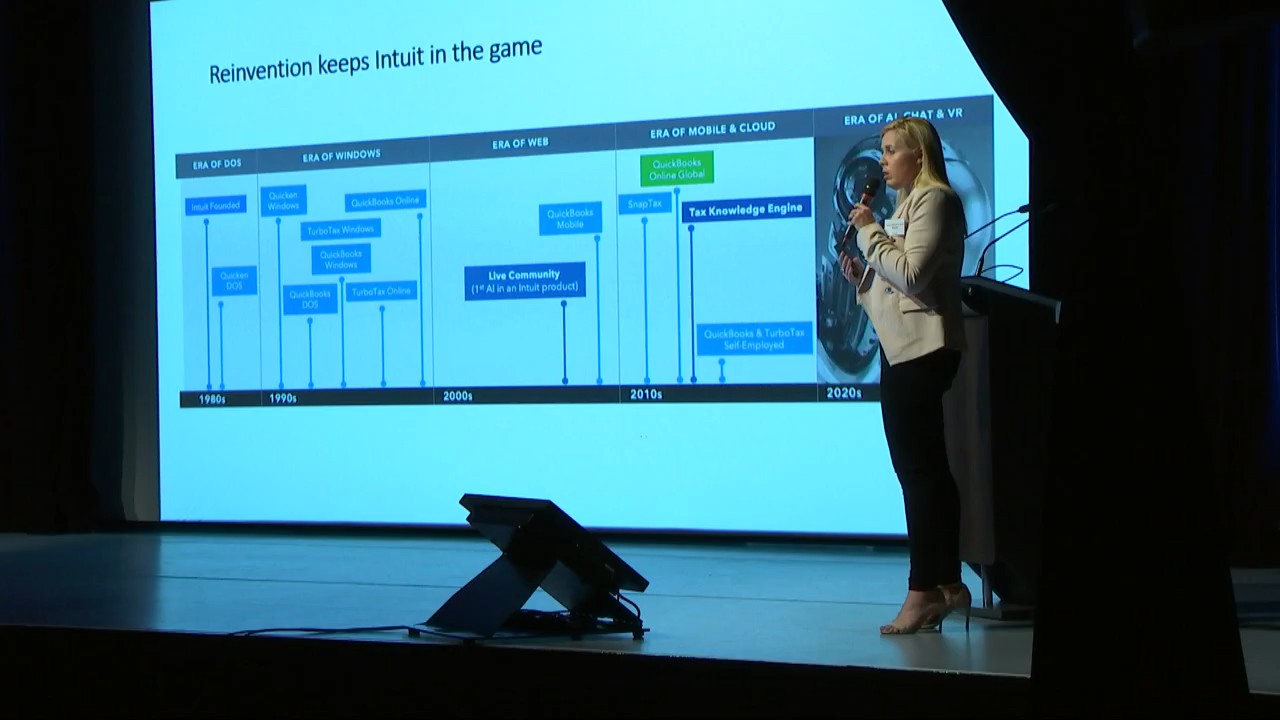 Reinvention keeps Intuit in the game
ERA OF DOS
ERA OF WINDOWS
ERA OF WEB
ERA OF MOBILE & CLOUD
ERA OF AI, CHAT & VR
Intuit Founded
Quicken
DOS
Quicken
Windows
QuickBooks Online
TurboTax Windows
QuickBooks
Windows
QuickBooks
DOS
TurboTax Online
QuickBooks
Mobile
Live Community
(1st AI in an Intuit product)
QuickBooks
Online Global
SnapTax
Tax Knowledge Engine
QuickBooks & TurboTax
Self-Employed
1980s
1990s
2000s
2010s
2020s